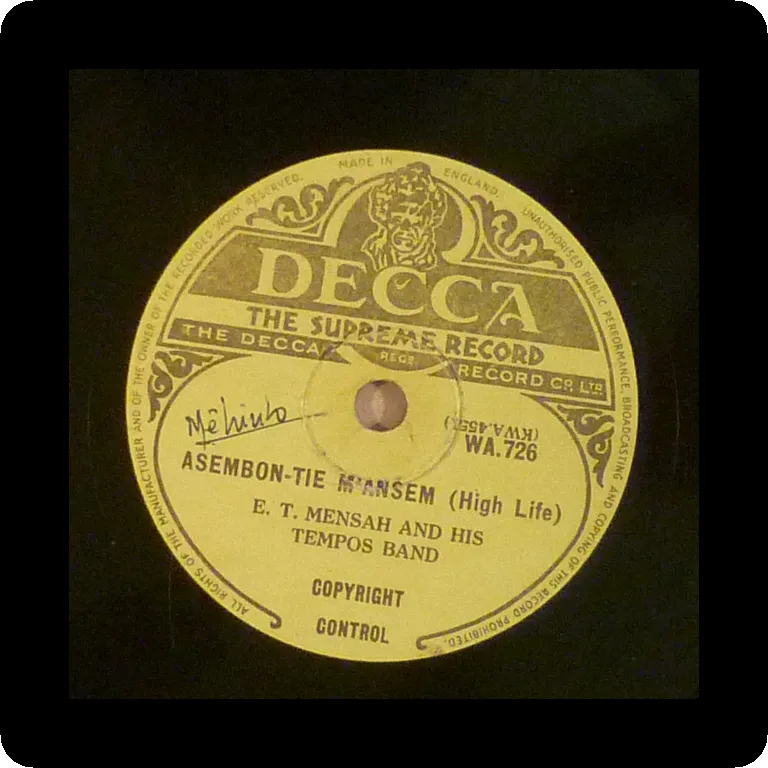 MADE IN ENGLAND.
UNAUTHORISED PUBLIC PERFORMANCE, BROADCASTING AND COPYING OF THIS RECORD PROHIBITED.
ALL RIGHTS OF THE MANUFACTURER AND OF THE OWNER OF THE RECORDED WORK RESERVED.
DECCA
THE SUPREME RECORD
THE DECCA REGD RECORD CO. LTD.
(KWA.455)
WA.726
ASEMBON-TIE M'ANSEM (High Life)
E. T. MENSAH AND HIS
TEMPOS BAND
COPYRIGHT
CONTROL